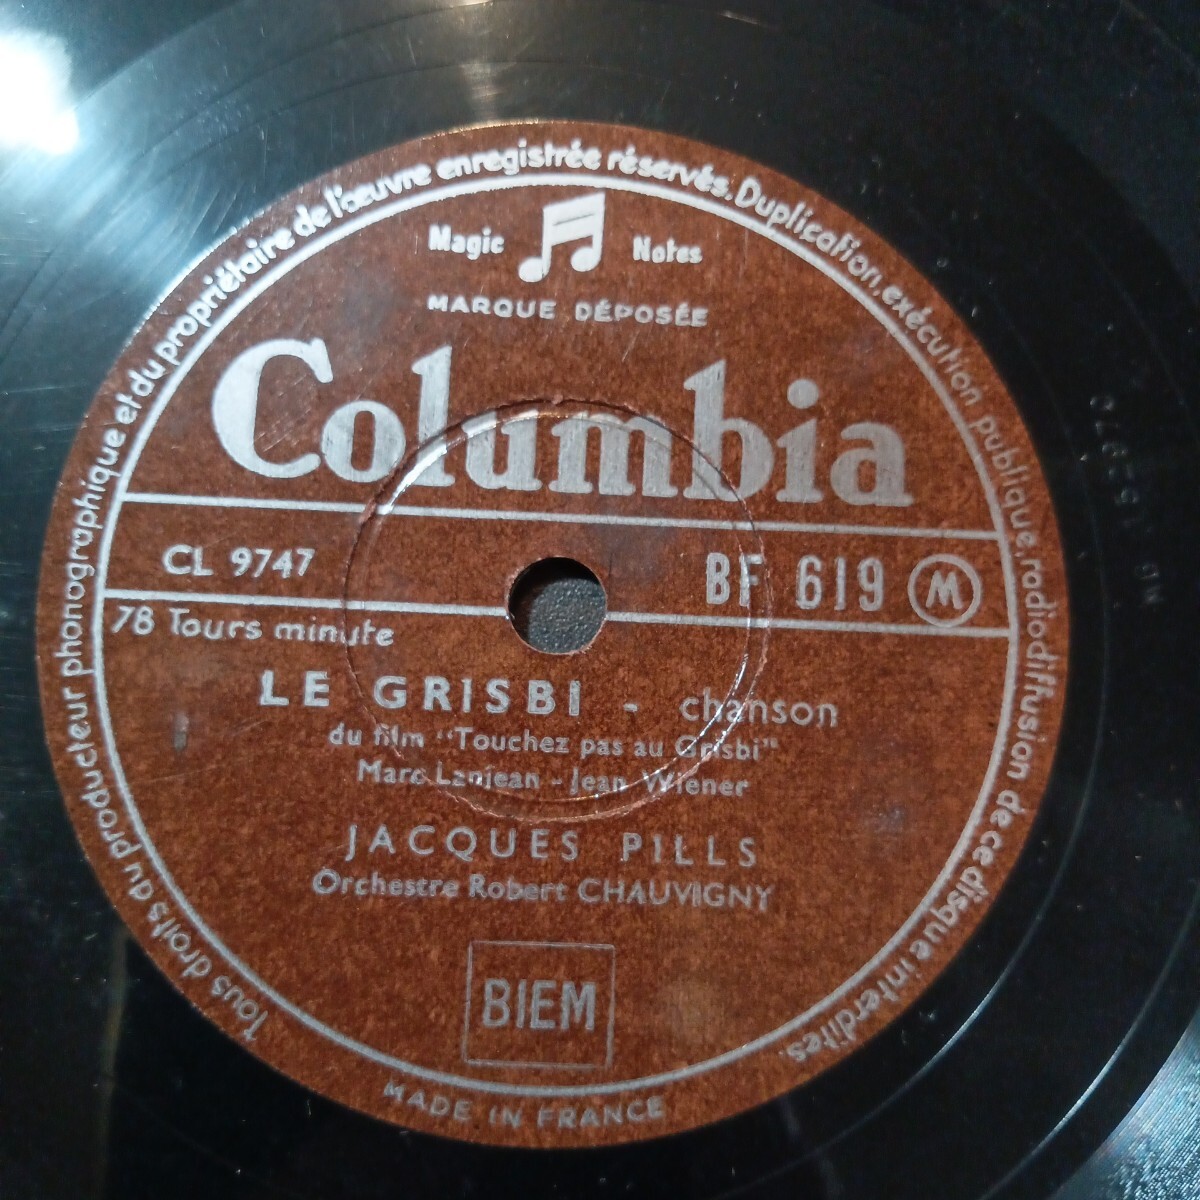 Tous droits du producteur phonographique et du propriétaire de l'œuvre enregistrée réservés. Duplication, exécution publique, radiodiffusion de ce disque interdites.
Magic Notes
MARQUE DÉPOSÉE
Columbia
CL 9747
BF 619 M
78 Tours minute
LE GRISBI - chanson
du film "Touchez pas au Grisbi"
Marc Lanjean - Jean Wiener
JACQUES PILLS
Orchestre Robert CHAUVIGNY
BIEM
MADE IN FRANCE